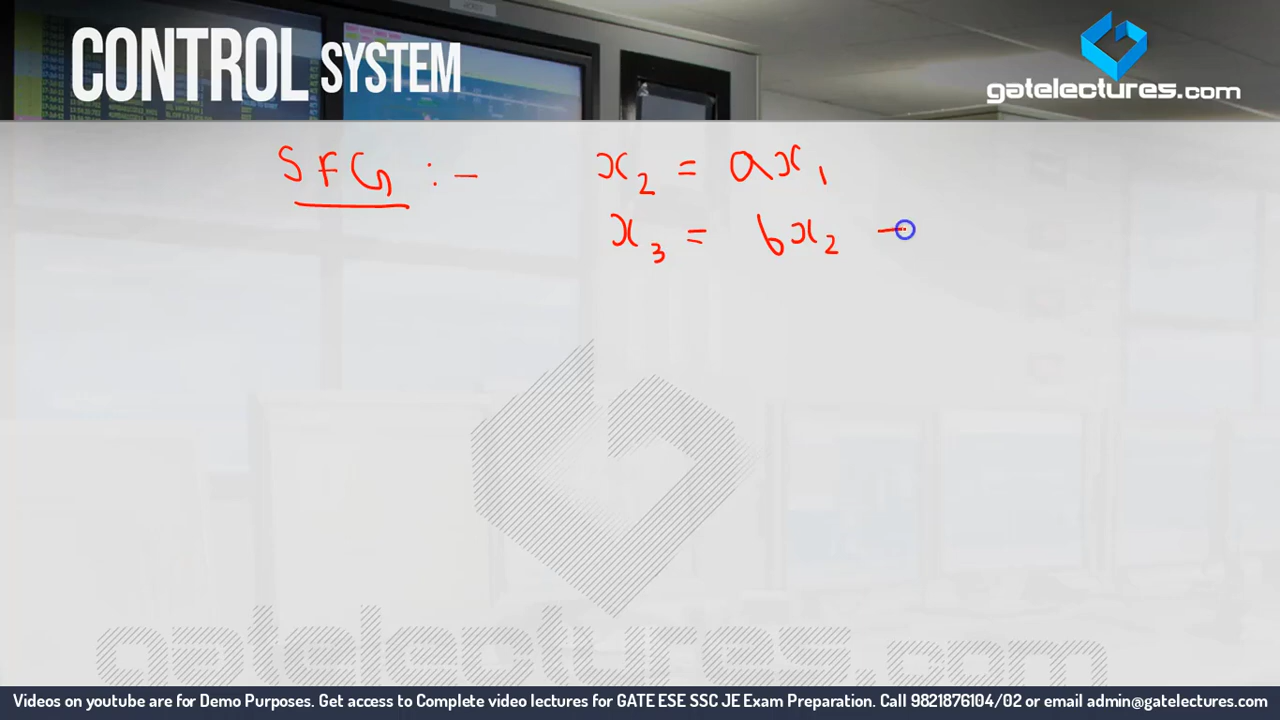 CONTROL SYSTEM
gatelectures.com
SFG :-
x₂ = ax₁
x₃ = bx₂ -
gatelectures.com
Videos on youtube are for Demo Purposes. Get access to Complete video lectures for GATE ESE SSC JE Exam Preparation. Call 9821876104/02 or email admin@gatelectures.com